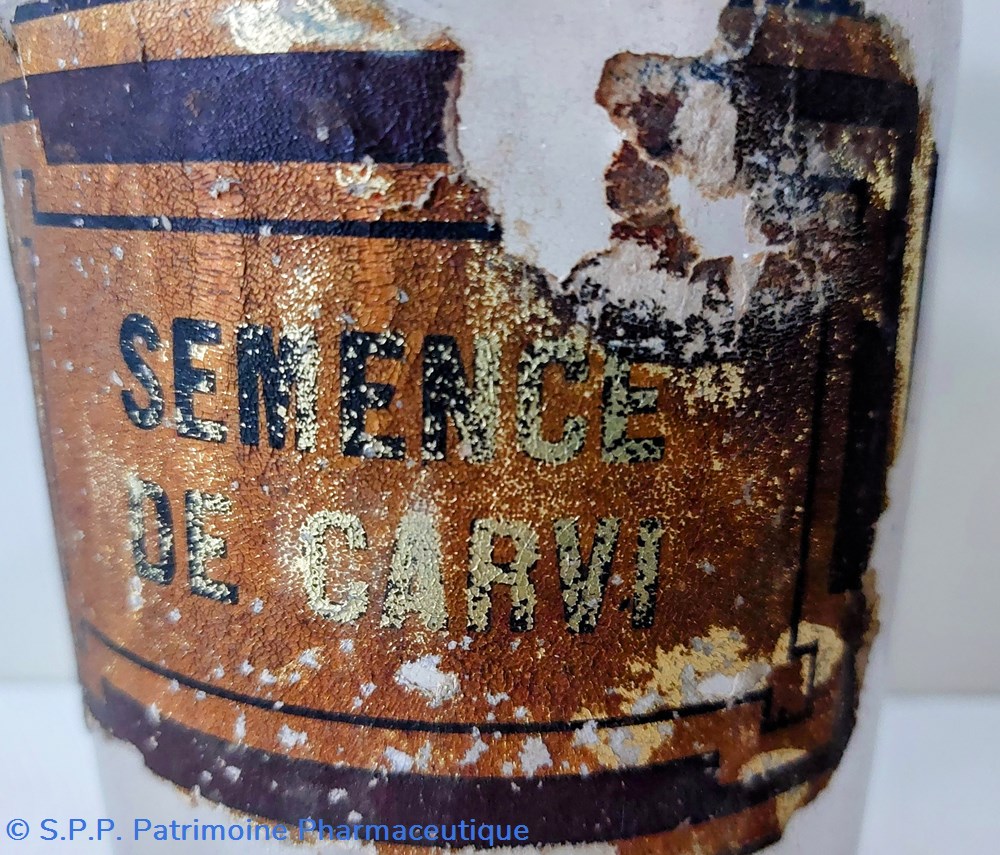 SEMENCE
DE CARVI
© S.P.P. Patrimoine Pharmaceutique